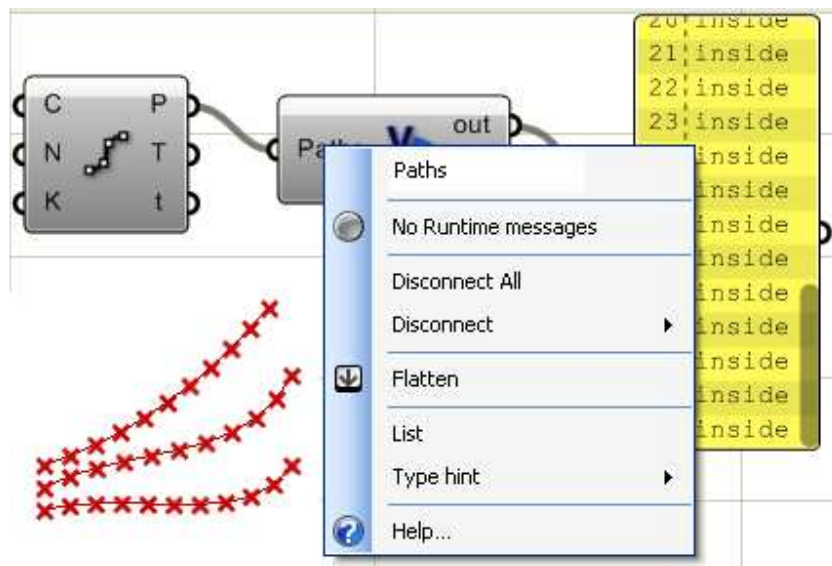 C P
N T
K t
Paths
out
20 inside
21 inside
22 inside
23 inside
inside
inside
inside
inside
inside
inside
inside
inside
inside
Paths
No Runtime messages
Disconnect All
Disconnect
Flatten
List
Type hint
Help...